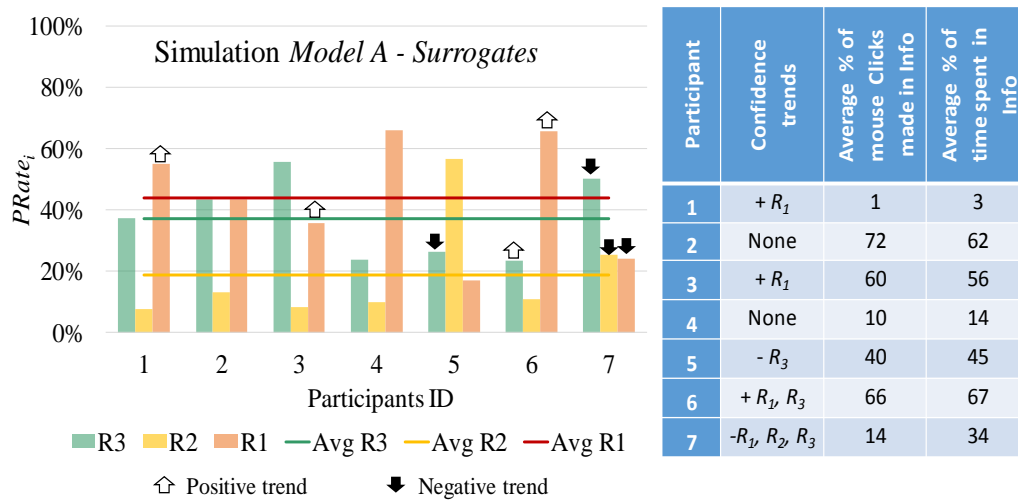 100%
80%
60%
40%
20%
0%
PRate_i
Simulation Model A - Surrogates
1 2 3 4 5 6 7
Participants ID
R3 R2 R1 Avg R3 Avg R2 Avg R1
Positive trend Negative trend
Participant
Confidence
trends
Average % of
mouse Clicks
made in Info
Average % of
time spent in
Info
1 + R1 1 3
2 None 72 62
3 + R1 60 56
4 None 10 14
5 - R3 40 45
6 + R1, R3 66 67
7 -R1, R2, R3 14 34